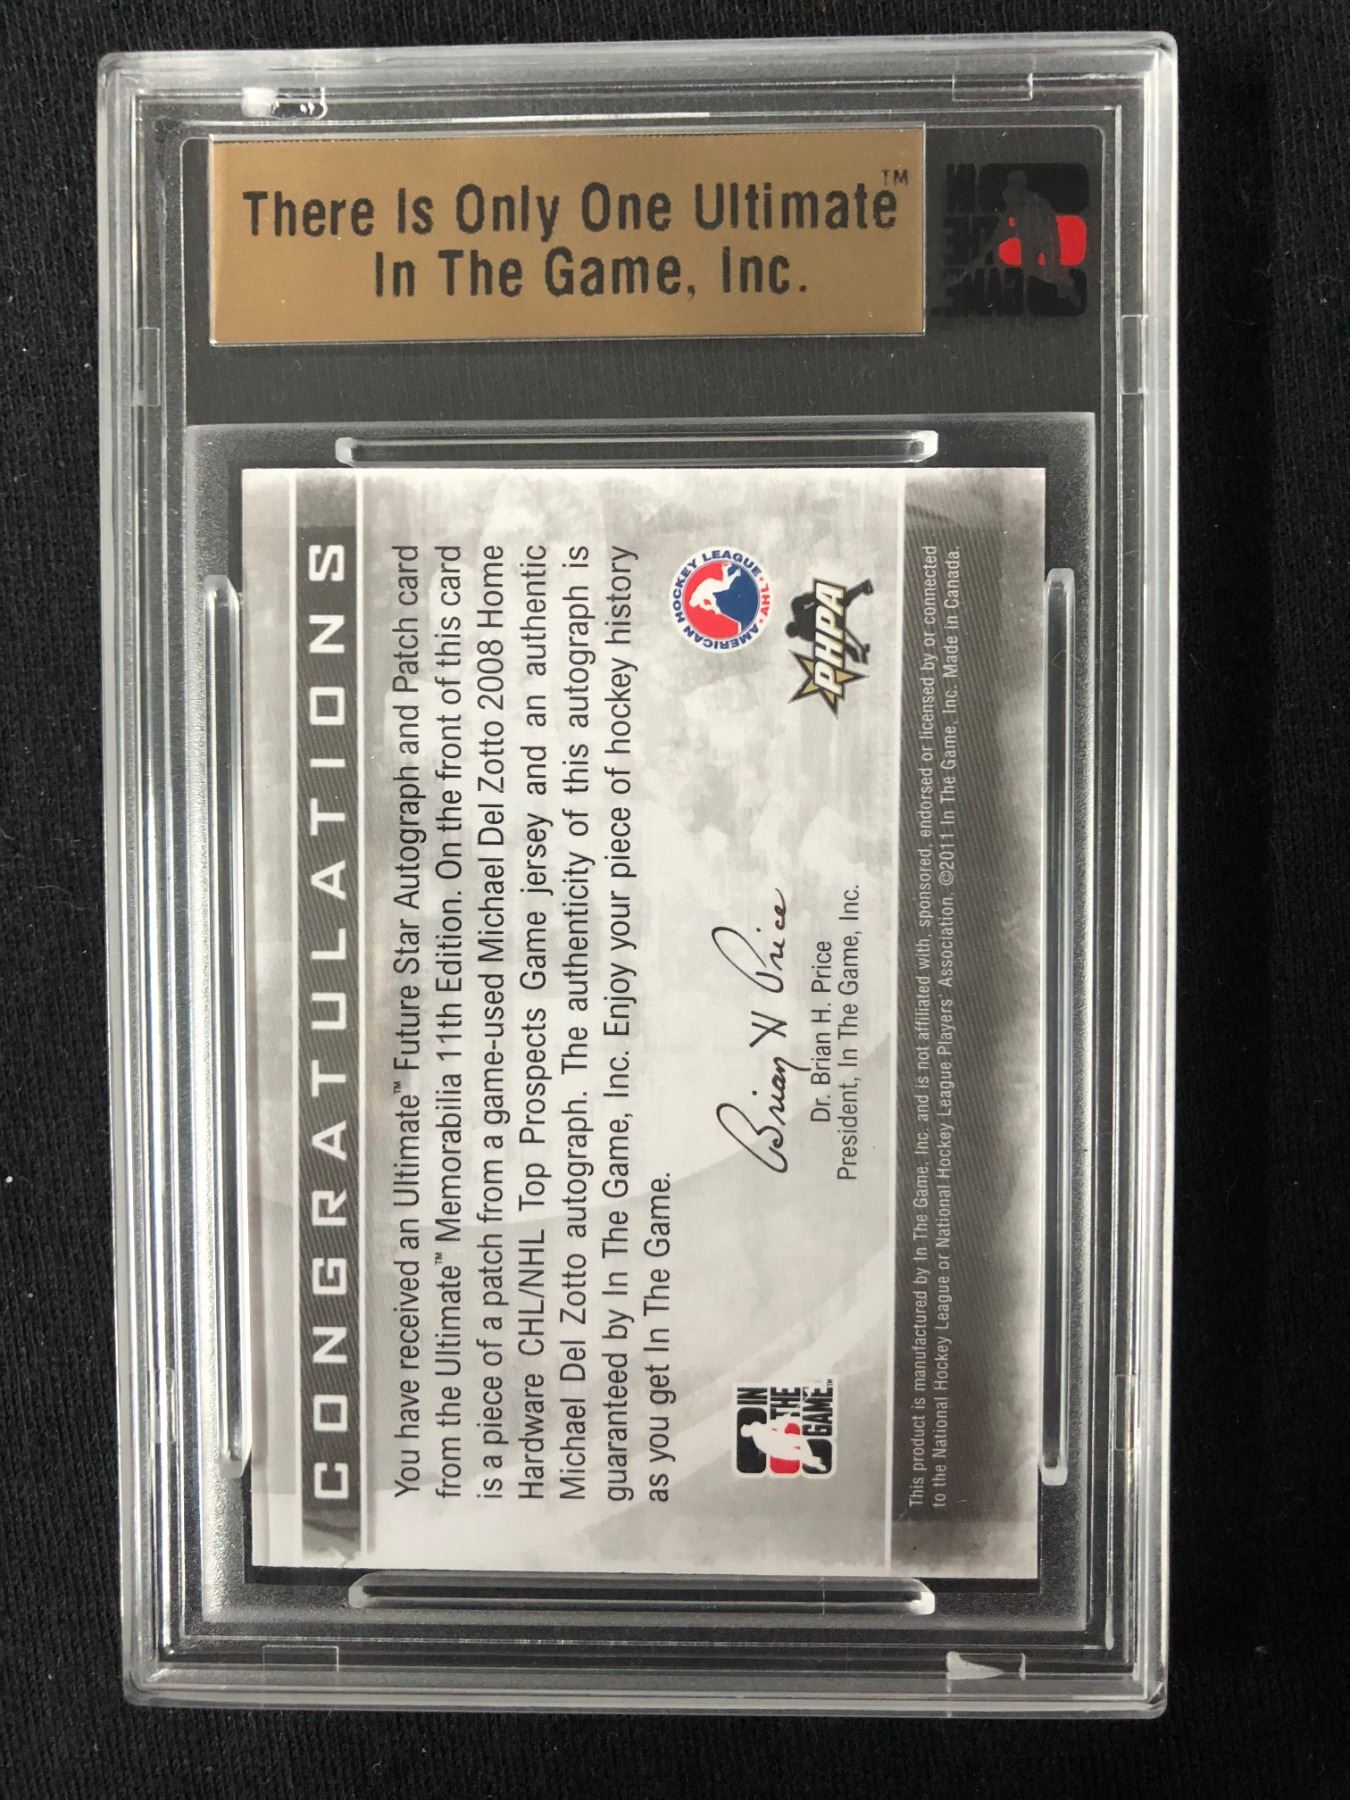 There Is Only One Ultimate™
In The Game, Inc.
IN
THE
GAME
CONGRATULATIONS
You have received an Ultimate™ Future Star Autograph and Patch card
from the Ultimate™ Memorabilia 11th Edition. On the front of this card
is a piece of a patch from a game-used Michael Del Zotto 2008 Home
Hardware CHL/NHL Top Prospects Game jersey and an authentic
Michael Del Zotto autograph. The authenticity of this autograph is
guaranteed by In The Game, Inc. Enjoy your piece of hockey history
as you get In The Game.
IN
THE
GAME™
Brian H Price
Dr. Brian H. Price
President, In The Game, Inc.
AMERICAN HOCKEY LEAGUE • AHL •
PHPA
This product is manufactured by In The Game, Inc. and is not affiliated with, sponsored, endorsed or licensed by or connected
to the National Hockey League or National Hockey League Players' Association. ©2011 In The Game, Inc. Made in Canada.